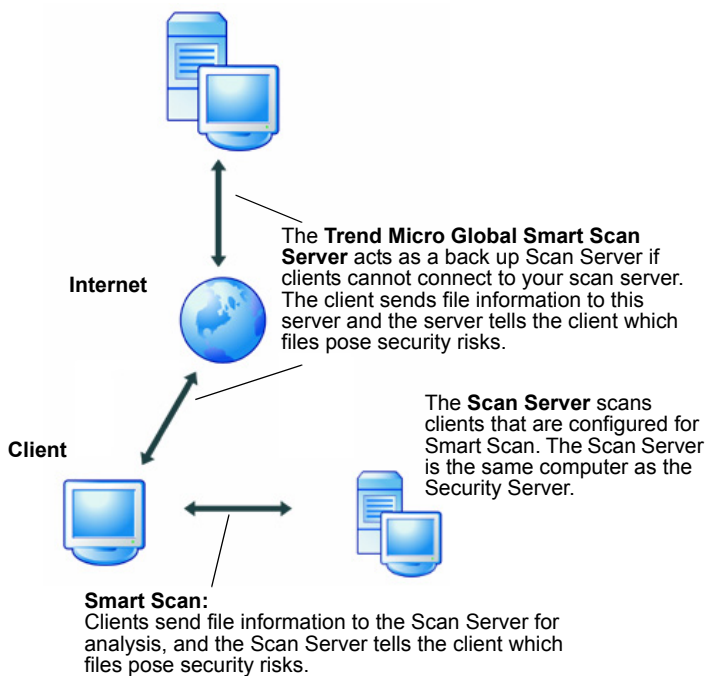 The Trend Micro Global Smart Scan
Server acts as a back up Scan Server if
clients cannot connect to your scan server.
The client sends file information to this
server and the server tells the client which
files pose security risks.
Internet
The Scan Server scans
clients that are configured for
Smart Scan. The Scan Server
is the same computer as the
Security Server.
Client
Smart Scan:
Clients send file information to the Scan Server for
analysis, and the Scan Server tells the client which
files pose security risks.